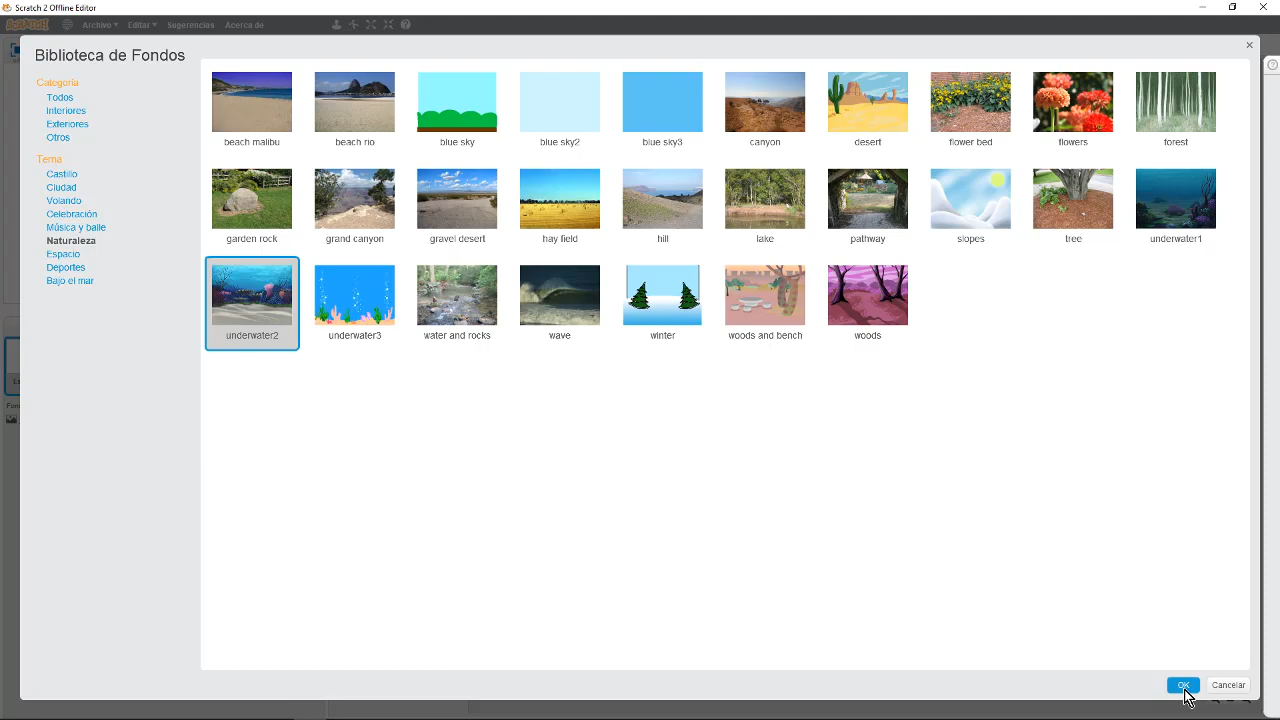 Scratch 2 Offline Editor
SCRATCH Archivo Editar Sugerencias Acerca de
Biblioteca de Fondos
Categoría
Todos
Interiores
Exteriores
Otros
Tema
Castillo
Ciudad
Volando
Celebración
Música y baile
Naturaleza
Espacio
Deportes
Bajo el mar
beach malibu beach rio blue sky blue sky2 blue sky3 canyon desert flower bed flowers forest
garden rock grand canyon gravel desert hay field hill lake pathway slopes tree underwater1
underwater2 underwater3 water and rocks wave winter woods and bench woods
OK Cancelar